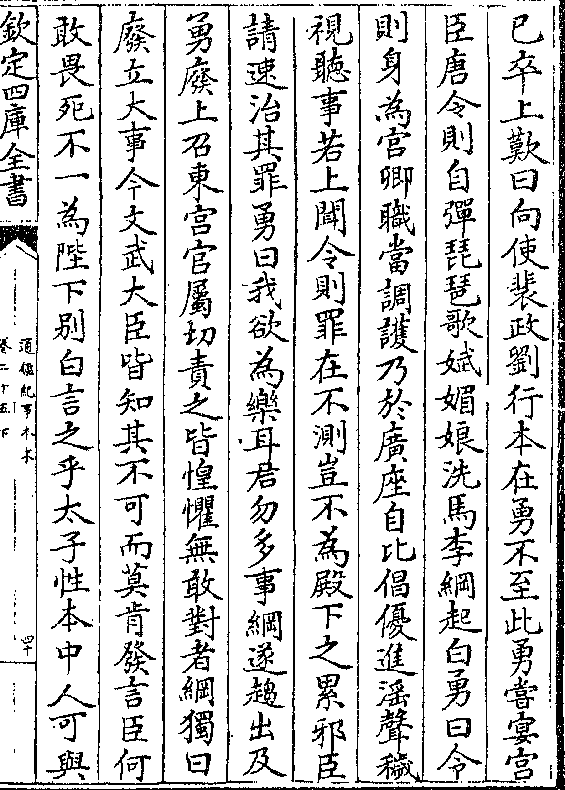 已卒上歎曰向使裴政劉行本在勇不至此勇嘗宴宫
臣唐令則自彈琵琶歌娬媚娘洗馬李綱起白勇曰令
則身為宫卿職當調護乃於廣座自比倡優進淫聲穢
視聽事若上聞令則罪在不測豈不為殿下之累邪臣
請速治其罪勇曰我欲為樂耳君勿多事綱遂趨出及
勇廢上召東宫官屬切責之皆惶懼無敢對者綱獨曰
廢立大事今文武大臣皆知其不可而莫肯發言臣何
敢畏死不一為陛下别白言之乎太子性本中人可與
欽定四庫全書
通鑑紀事本末
卷二十五下
四十